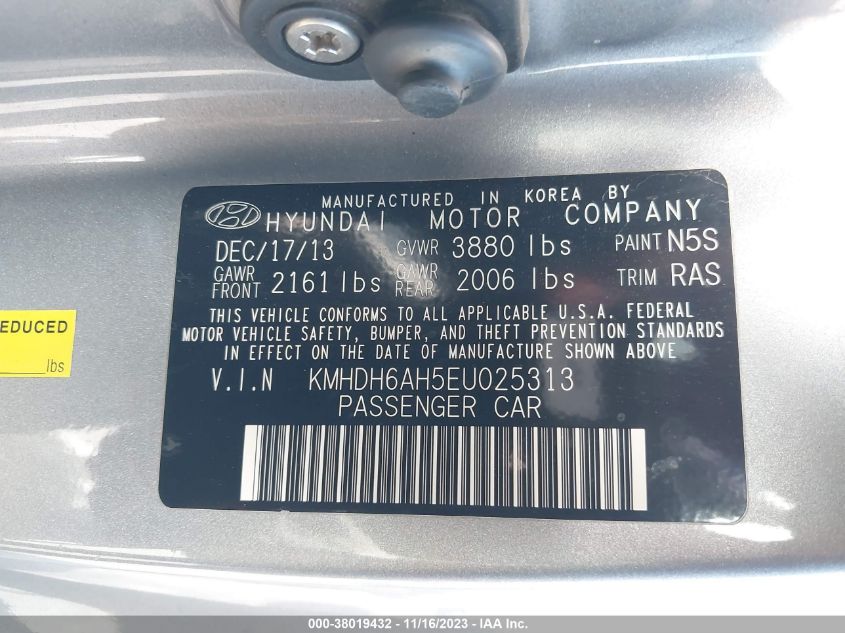 MANUFACTURED IN KOREA BY
HYUNDAI MOTOR COMPANY
DEC/17/13 GVWR 3880 lbs PAINT N5S
GAWR FRONT 2161 lbs GAWR REAR 2006 lbs TRIM RAS
THIS VEHICLE CONFORMS TO ALL APPLICABLE U.S.A. FEDERAL
MOTOR VEHICLE SAFETY, BUMPER, AND THEFT PREVENTION STANDARDS
IN EFFECT ON THE DATE OF MANUFACTURE SHOWN ABOVE
V.I.N KMHDH6AH5EU025313
PASSENGER CAR
REDUCED
lbs
000-38019432 - 11/16/2023 - IAA Inc.